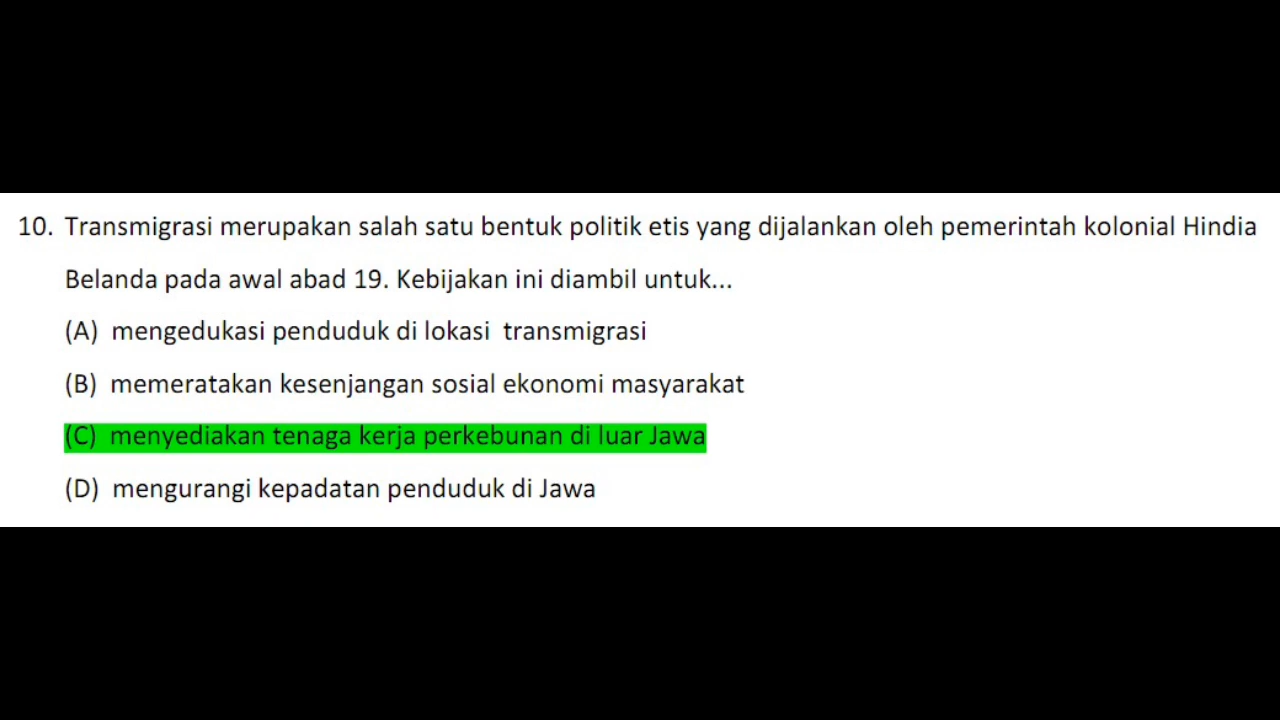 10. Transmigrasi merupakan salah satu bentuk politik etis yang dijalankan oleh pemerintah kolonial Hindia
Belanda pada awal abad 19. Kebijakan ini diambil untuk...
(A) mengedukasi penduduk di lokasi transmigrasi
(B) memeratakan kesenjangan sosial ekonomi masyarakat
(C) menyediakan tenaga kerja perkebunan di luar Jawa
(D) mengurangi kepadatan penduduk di Jawa